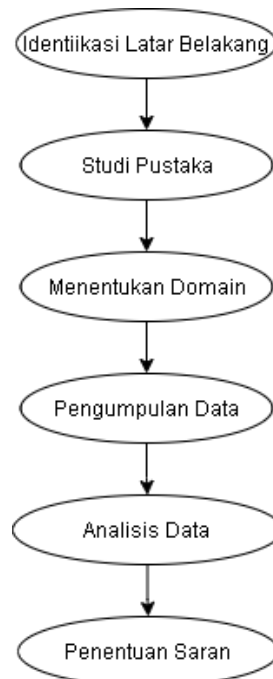 Identiikasi Latar Belakang
Studi Pustaka
Menentukan Domain
Pengumpulan Data
Analisis Data
Penentuan Saran